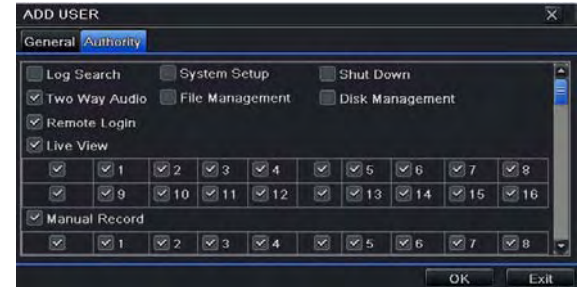 ADD USER X
General Authority
Log Search System Setup Shut Down
Two Way Audio File Management Disk Management
Remote Login
Live View
1 2 3 4 5 6 7 8
9 10 11 12 13 14 15 16
Manual Record
1 2 3 4 5 6 7 8
OK Exit